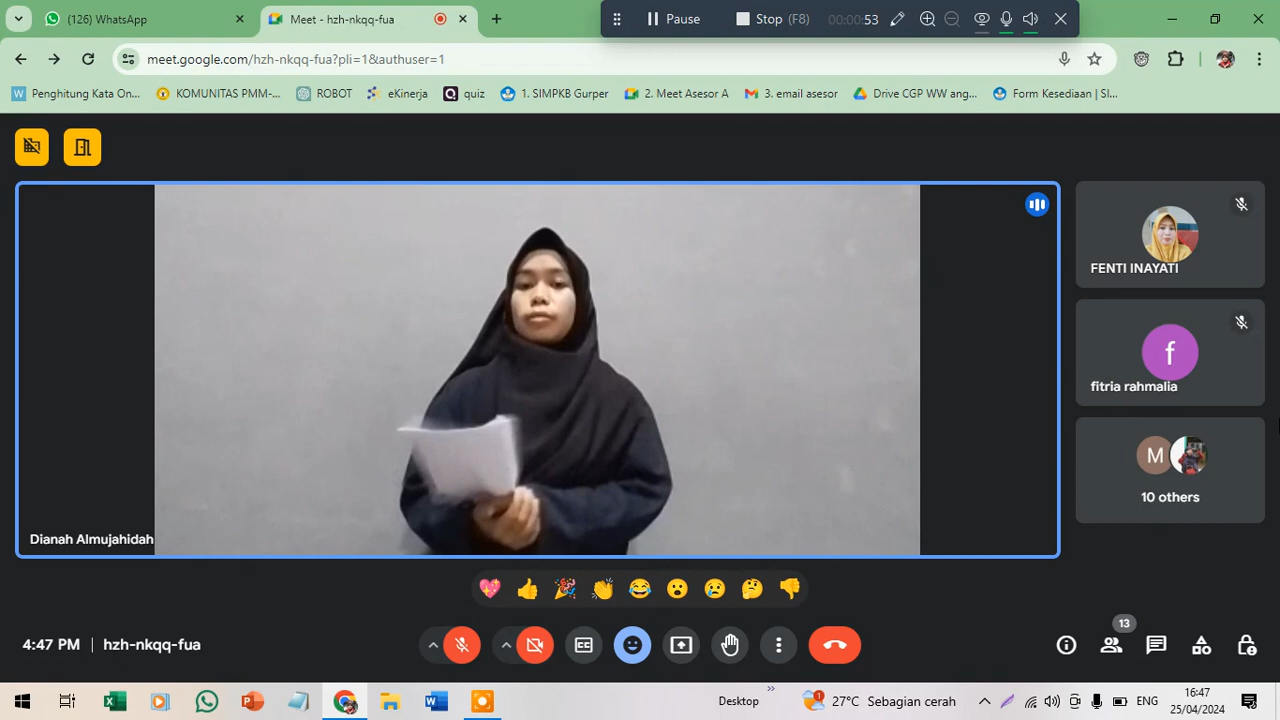 (126) WhatsApp
Meet - hzh-nkqq-fua
Pause
Stop (F8)
00:00:53
meet.google.com/hzh-nkqq-fua?pli=1&authuser=1
Penghitung Kata On...
KOMUNITAS PMM-...
ROBOT
eKinerja
quiz
1. SIMPKB Gurper
2. Meet Asesor A
3. email asesor
Drive CGP WW ang...
Form Kesediaan | SI...
FENTI INAYATI
f
fitria rahmalia
M
10 others
Dianah Almujahidah
4:47 PM | hzh-nkqq-fua
CC
13
Desktop
»
1
27°C Sebagian cerah
ENG
16:47
25/04/2024